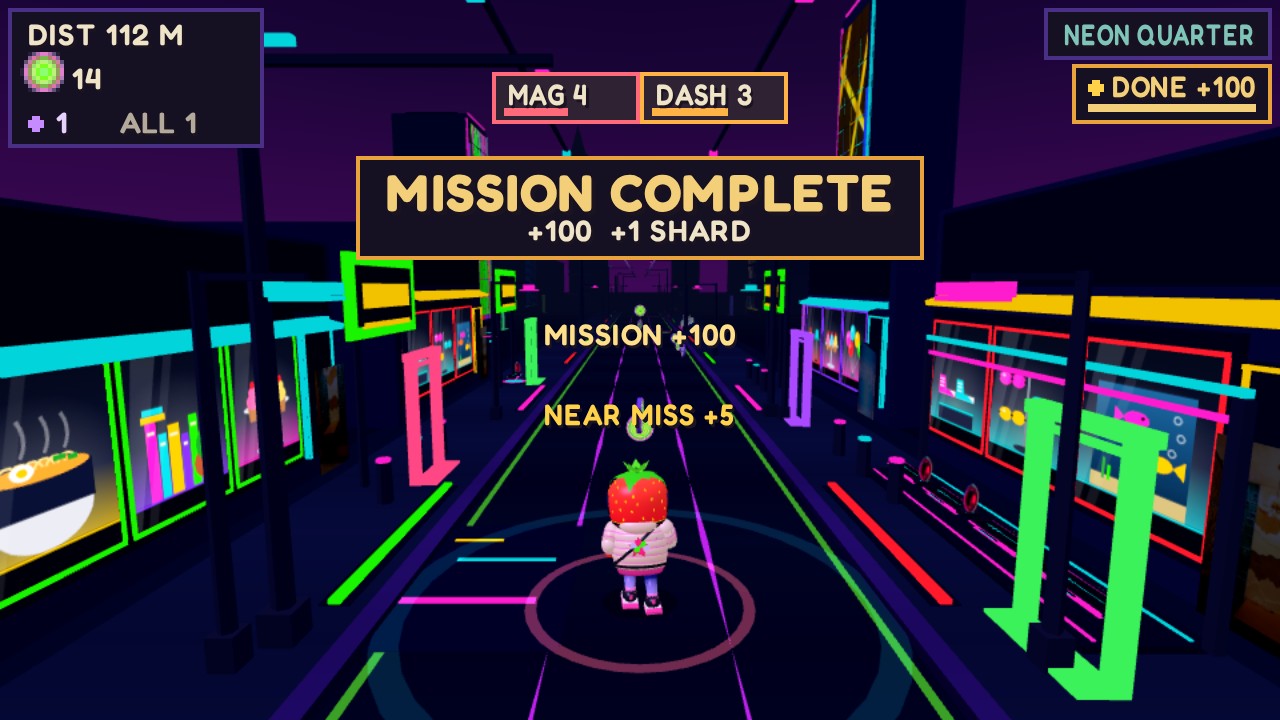 DIST 112 M
14
1 ALL 1
MAG 4
DASH 3
NEON QUARTER
DONE +100
MISSION COMPLETE
+100 +1 SHARD
MISSION +100
NEAR MISS +5